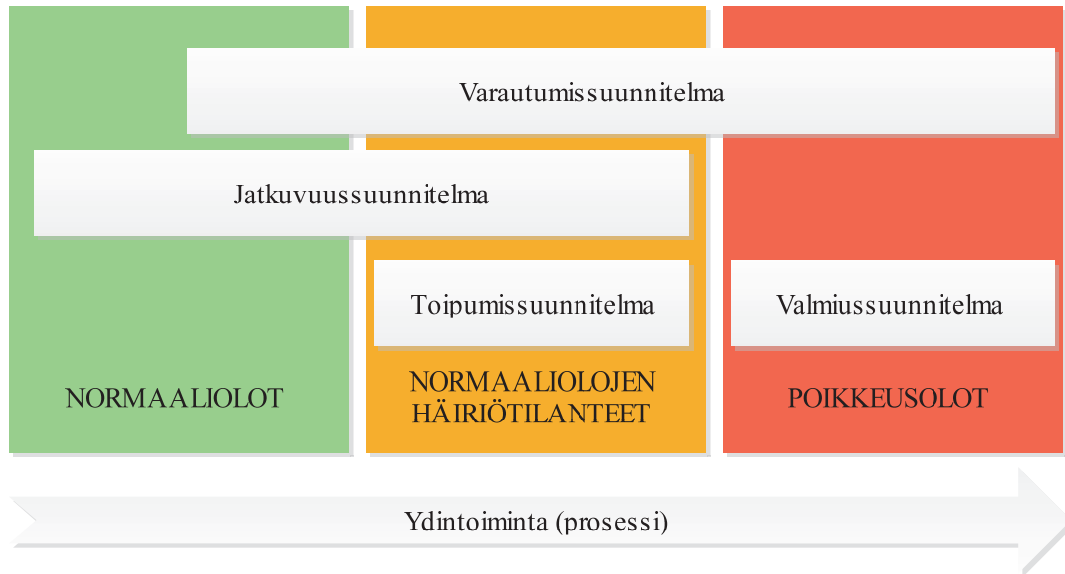 Varautumissuunnitelma
Jatkuvuussuunnitelma
Toipumissuunnitelma
Valmiussuunnitelma
NORMAALIOLOT
NORMAALIOLOJEN
HÄIRIÖTILANTEET
POIKKEUSOLOT
Ydintoiminta (prosessi)